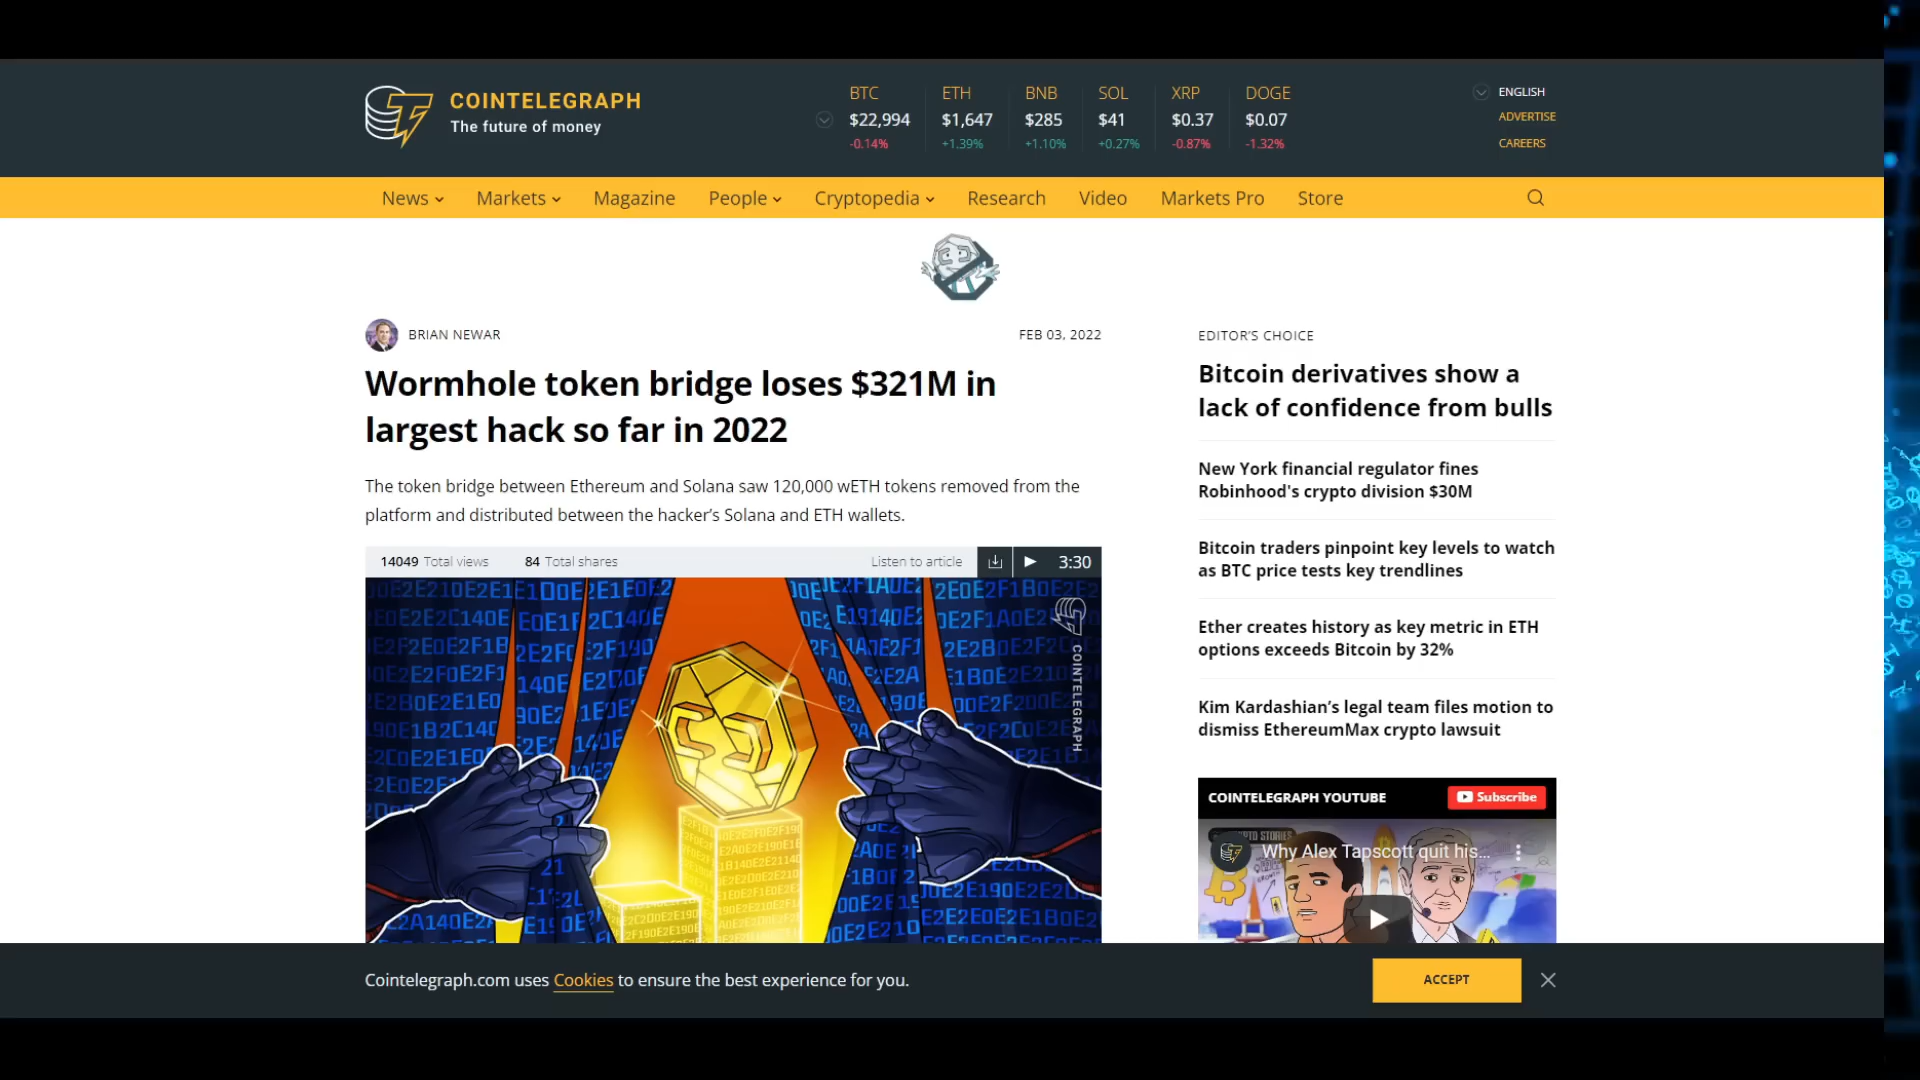 COINTELEGRAPH
The future of money
BTC ETH BNB SOL XRP DOGE
$22,994 $1,647 $285 $41 $0.37 $0.07
-0.14% +1.39% +1.10% +0.27% -0.87% -1.32%
ENGLISH
ADVERTISE
CAREERS
News Markets Magazine People Cryptopedia Research Video Markets Pro Store
BRIAN NEWAR FEB 03, 2022
Wormhole token bridge loses $321M in
largest hack so far in 2022
The token bridge between Ethereum and Solana saw 120,000 wETH tokens removed from the
platform and distributed between the hacker’s Solana and ETH wallets.
14049 Total views 84 Total shares Listen to article 3:30
COINTELEGRAPH
EDITOR’S CHOICE
Bitcoin derivatives show a
lack of confidence from bulls
New York financial regulator fines
Robinhood's crypto division $30M
Bitcoin traders pinpoint key levels to watch
as BTC price tests key trendlines
Ether creates history as key metric in ETH
options exceeds Bitcoin by 32%
Kim Kardashian’s legal team files motion to
dismiss EthereumMax crypto lawsuit
COINTELEGRAPH YOUTUBE Subscribe
Why Alex Tapscott quit his...
Cointelegraph.com uses Cookies to ensure the best experience for you.
ACCEPT